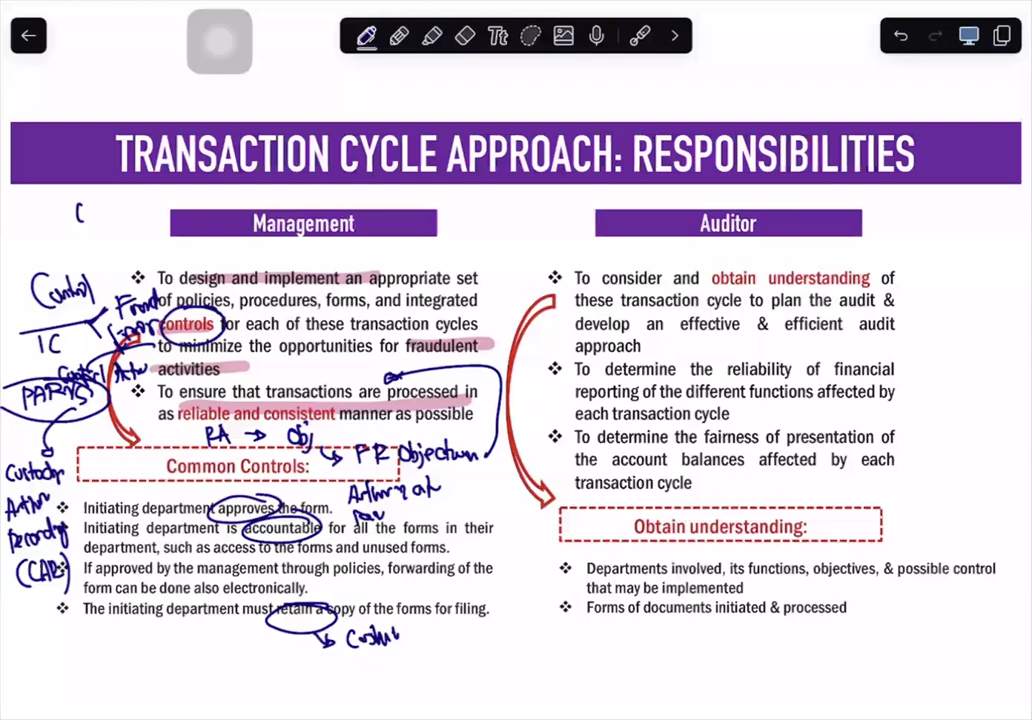 Tt
TRANSACTION CYCLE APPROACH: RESPONSIBILITIES
Management
❖ To design and implement an appropriate set
of policies, procedures, forms, and integrated
controls for each of these transaction cycles
to minimize the opportunities for fraudulent
activities
❖ To ensure that transactions are processed in
as reliable and consistent manner as possible
Control
IC
Fraud
Error
PARIS
RA → Obj
FR Objective
Common Controls:
❖ Initiating department approves the form.
Initiating department is accountable for all the forms in their
department, such as access to the forms and unused forms.
❖ If approved by the management through policies, forwarding of the
form can be done also electronically.
❖ The initiating department must retain a copy of the forms for filing.
Custody
Recording
(CAR)
Auditor
❖ To consider and obtain understanding of
these transaction cycle to plan the audit &
develop an effective & efficient audit
approach
❖ To determine the reliability of financial
reporting of the different functions affected by
each transaction cycle
❖ To determine the fairness of presentation of
the account balances affected by each
transaction cycle
Obtain understanding:
❖ Departments involved, its functions, objectives, & possible control
that may be implemented
❖ Forms of documents initiated & processed